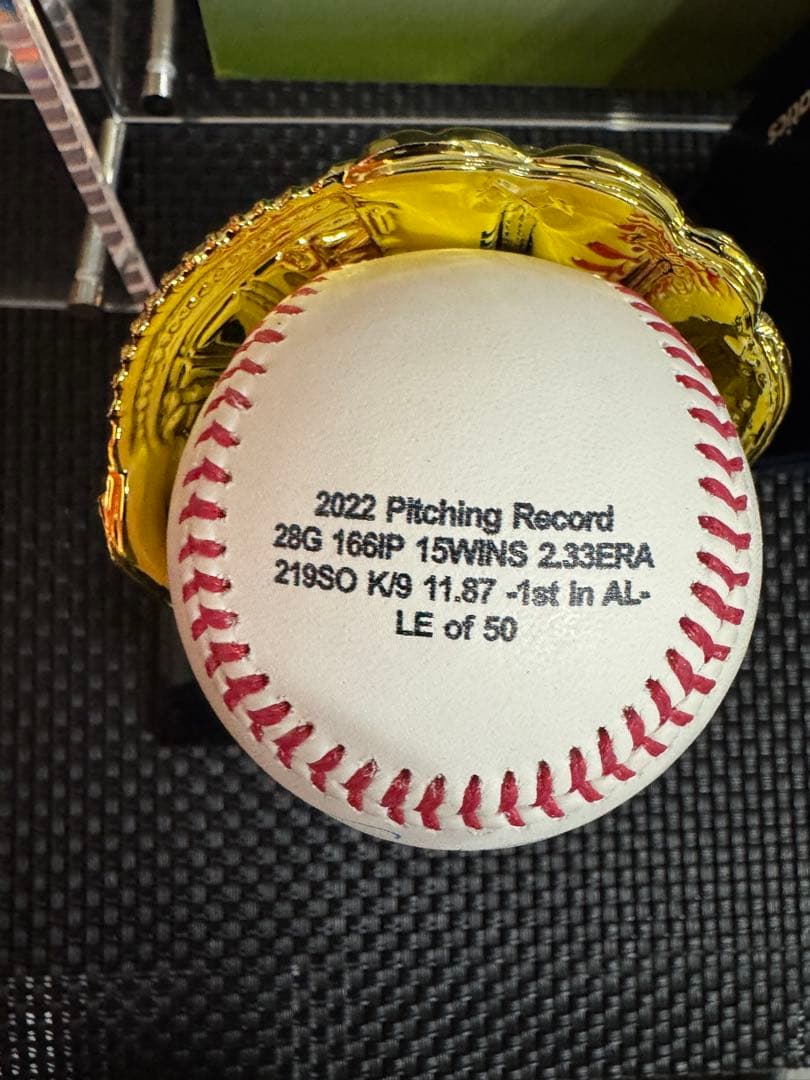 2022 Pitching Record
28G 166IP 15WINS 2.33ERA
219SO K/9 11.87 -1st in AL-
LE of 50